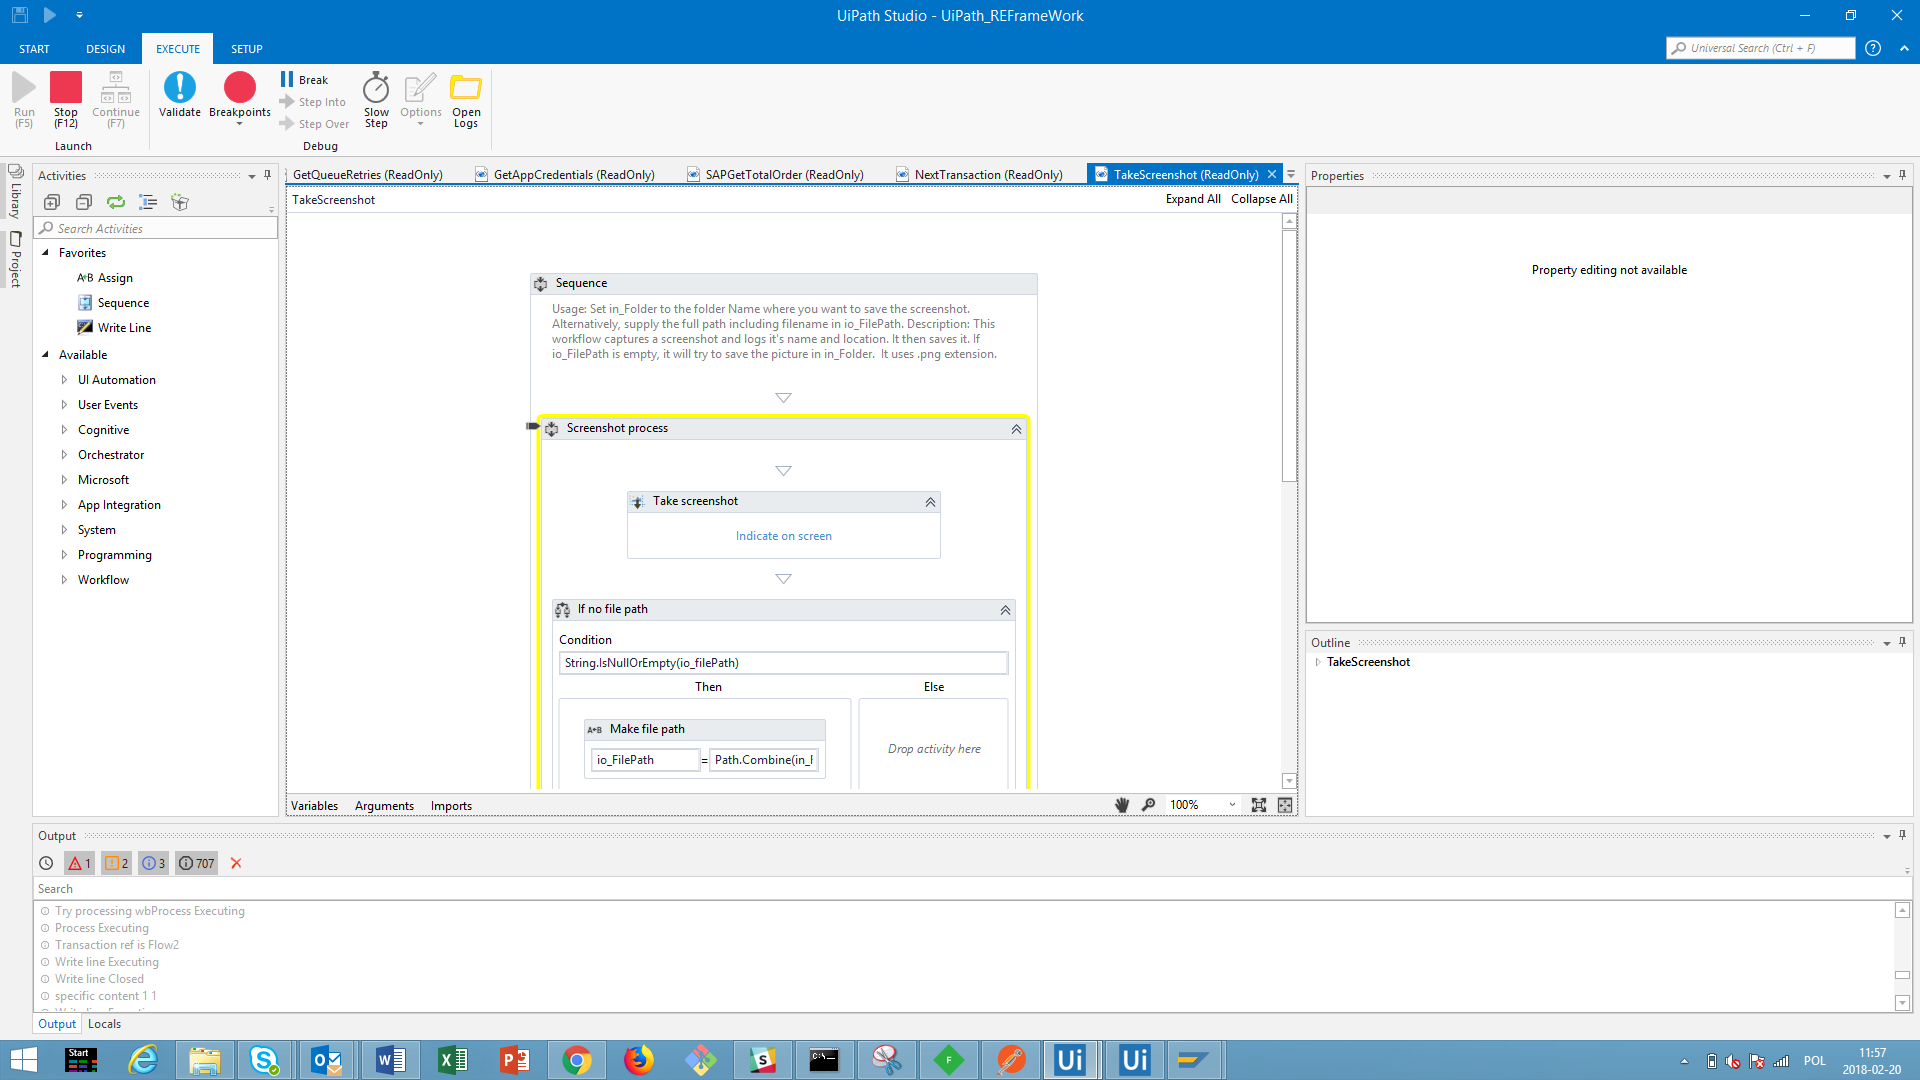 UiPath Studio - UiPath_REFrameWork
START DESIGN EXECUTE SETUP
Universal Search (Ctrl + F)
Run (F5)
Stop (F12)
Continue (F7)
Launch
Validate
Breakpoints
Break
Step Into
Step Over
Slow Step
Options
Open Logs
Debug
Library
Project
Activities
Search Activities
Favorites
A+B Assign
Sequence
Write Line
Available
UI Automation
User Events
Cognitive
Orchestrator
Microsoft
App Integration
System
Programming
Workflow
GetQueueRetries (ReadOnly)
GetAppCredentials (ReadOnly)
SAPGetTotalOrder (ReadOnly)
NextTransaction (ReadOnly)
TakeScreenshot (ReadOnly)
TakeScreenshot
Expand All Collapse All
Sequence
Usage: Set in_Folder to the folder Name where you want to save the screenshot.
Alternatively, supply the full path including filename in io_FilePath. Description: This
workflow captures a screenshot and logs it's name and location. It then saves it. If
io_FilePath is empty, it will try to save the picture in in_Folder. It uses .png extension.
Screenshot process
Take screenshot
Indicate on screen
If no file path
Condition
String.IsNullOrEmpty(io_filePath)
Then
Else
A+B Make file path
io_FilePath = Path.Combine(in_F
Drop activity here
Variables Arguments Imports
100%
Properties
Property editing not available
Outline
TakeScreenshot
Output
1 2 3 707
Search
Try processing wbProcess Executing
Process Executing
Transaction ref is Flow2
Write line Executing
Write line Closed
specific content 1 1
Output Locals
Start
POL
11:57
2018-02-20